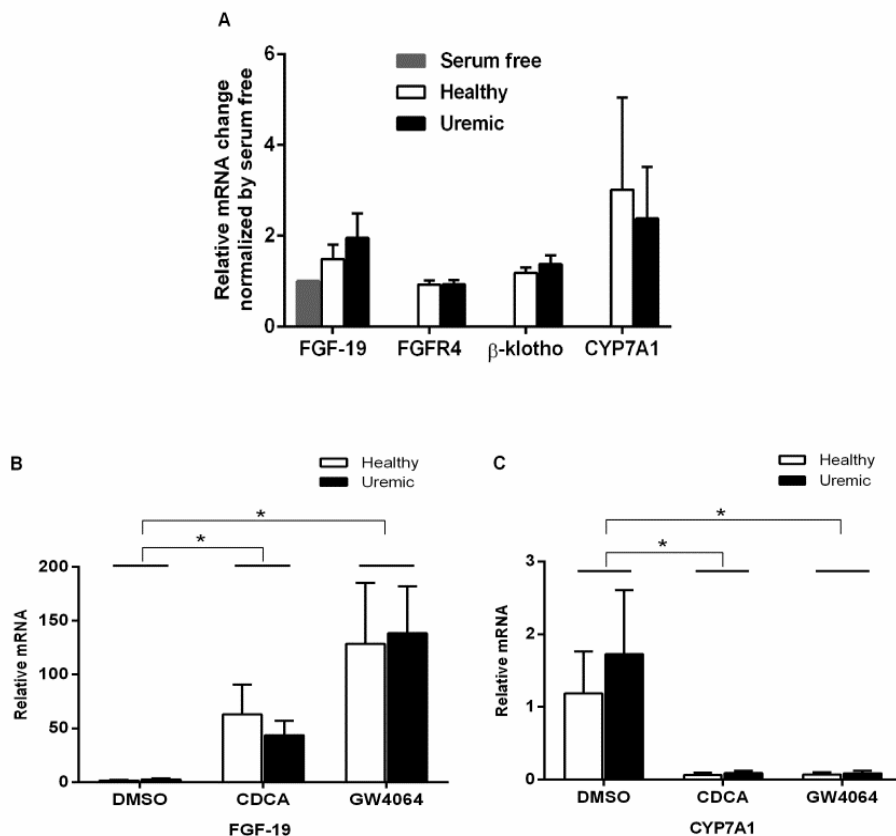 A
Relative mRNA change
normalized by serum free
6
4
2
0
Serum free
Healthy
Uremic
FGF-19 FGFR4 β-klotho CYP7A1
B
Healthy
Uremic
*
*
Relative mRNA
200
150
100
50
0
DMSO CDCA GW4064
FGF-19
C
Healthy
Uremic
*
*
Relative mRNA
3
2
1
0
DMSO CDCA GW4064
CYP7A1